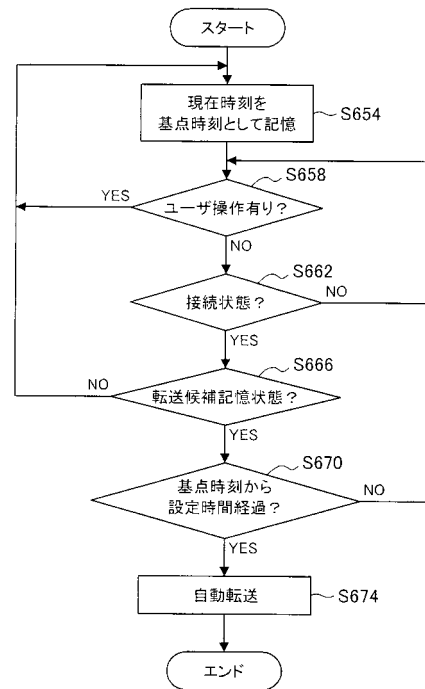 スタート
現在時刻を
基点時刻として記憶
S654
S658
YES
ユーザ操作有り？
NO
S662
接続状態？
NO
YES
S666
NO
転送候補記憶状態？
YES
S670
基点時刻から
設定時間経過？
NO
YES
自動転送
S674
エンド